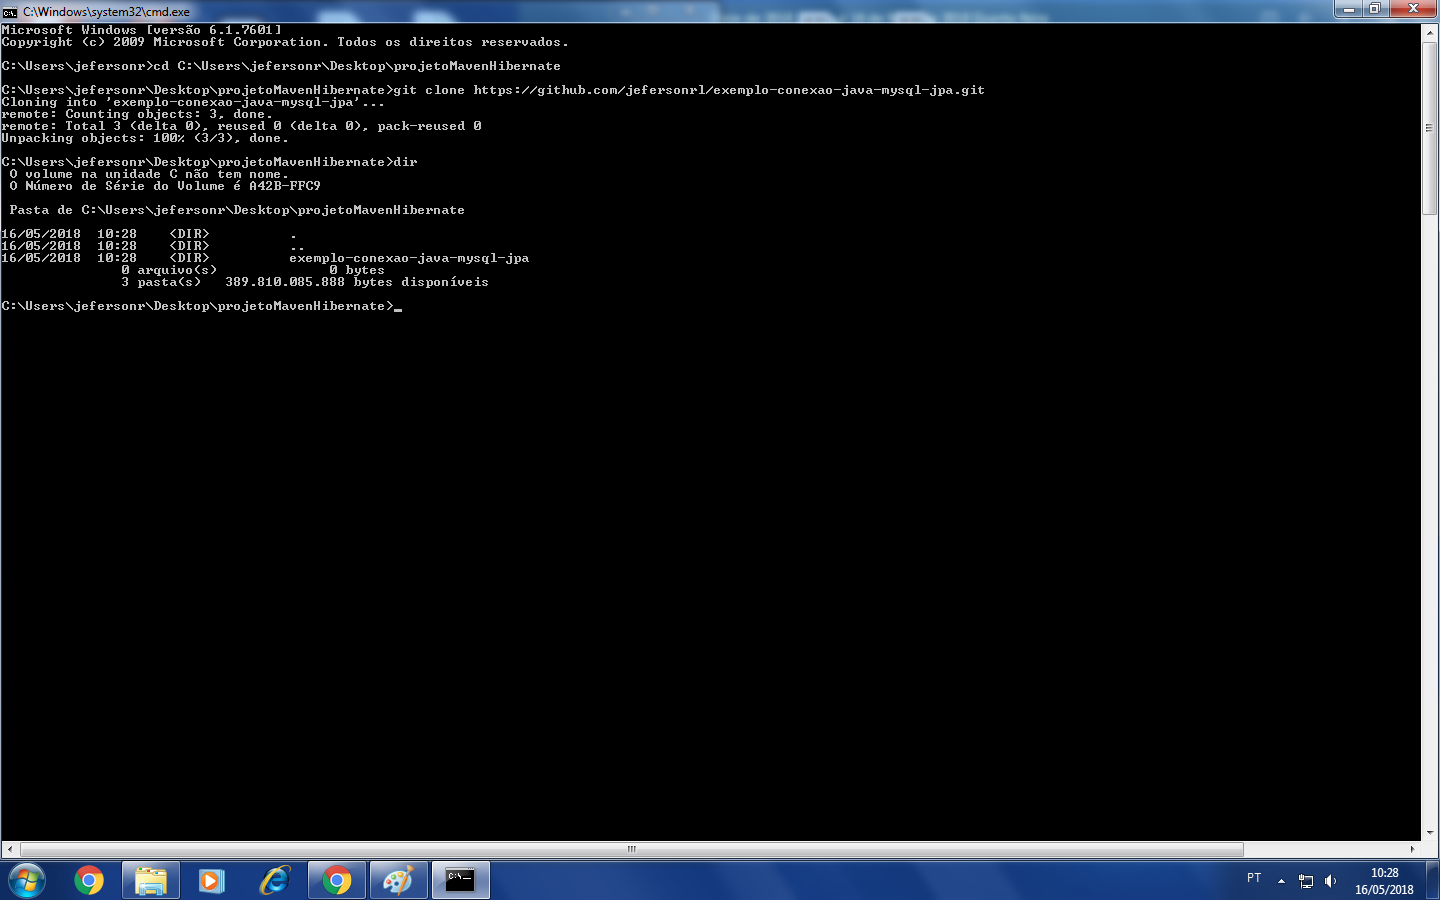 C:\Windows\system32\cmd.exe
Microsoft Windows [versão 6.1.7601]
Copyright (c) 2009 Microsoft Corporation. Todos os direitos reservados.
C:\Users\jefersonr>cd C:\Users\jefersonr\Desktop\projetoMavenHibernate
C:\Users\jefersonr\Desktop\projetoMavenHibernate>git clone https://github.com/jefersonrl/exemplo-conexao-java-mysql-jpa.git
Cloning into 'exemplo-conexao-java-mysql-jpa'...
remote: Counting objects: 3, done.
remote: Total 3 (delta 0), reused 0 (delta 0), pack-reused 0
Unpacking objects: 100% (3/3), done.
C:\Users\jefersonr\Desktop\projetoMavenHibernate>dir
O volume na unidade C não tem nome.
O Número de Série do Volume é A42B-FFC9
Pasta de C:\Users\jefersonr\Desktop\projetoMavenHibernate
16/05/2018  10:28    <DIR>          .
16/05/2018  10:28    <DIR>          ..
16/05/2018  10:28    <DIR>          exemplo-conexao-java-mysql-jpa
0 arquivo(s)              0 bytes
3 pasta(s)   389.810.085.888 bytes disponíveis
C:\Users\jefersonr\Desktop\projetoMavenHibernate>_
C:\_
PT
10:28
16/05/2018